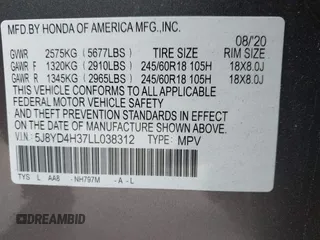 MFD.BY HONDA OF AMERICA MFG.,INC.
08/'20
GVWR 2575KG (5677LBS) TIRE SIZE RIM SIZE
GAWR F 1320KG (2910LBS) 245/60R18 105H 18X8.0J
GAWR R 1345KG (2965LBS) 245/60R18 105H 18X8.0J
THIS VEHICLE CONFORMS TO ALL APPLICABLE
FEDERAL MOTOR VEHICLE SAFETY, BUMPER,
AND THEFT PREVENTION STANDARDS IN
EFFECT ON THE DATE OF MANUFACTURE
SHOWN ABOVE.
V.I.N: 5J8YD4H37LL038312 TYPE: MPV
TYS L AA8 - NH797M - A - L
DREAMBID